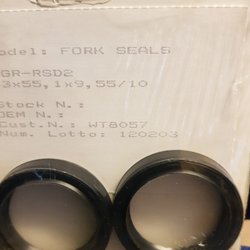 odel: FORK SEALS
GR-RSD2
3x55,1x9,55/10
Stock N.:
OEM N.:
Cust.N.: WT8057
Num. Lotto: 120203